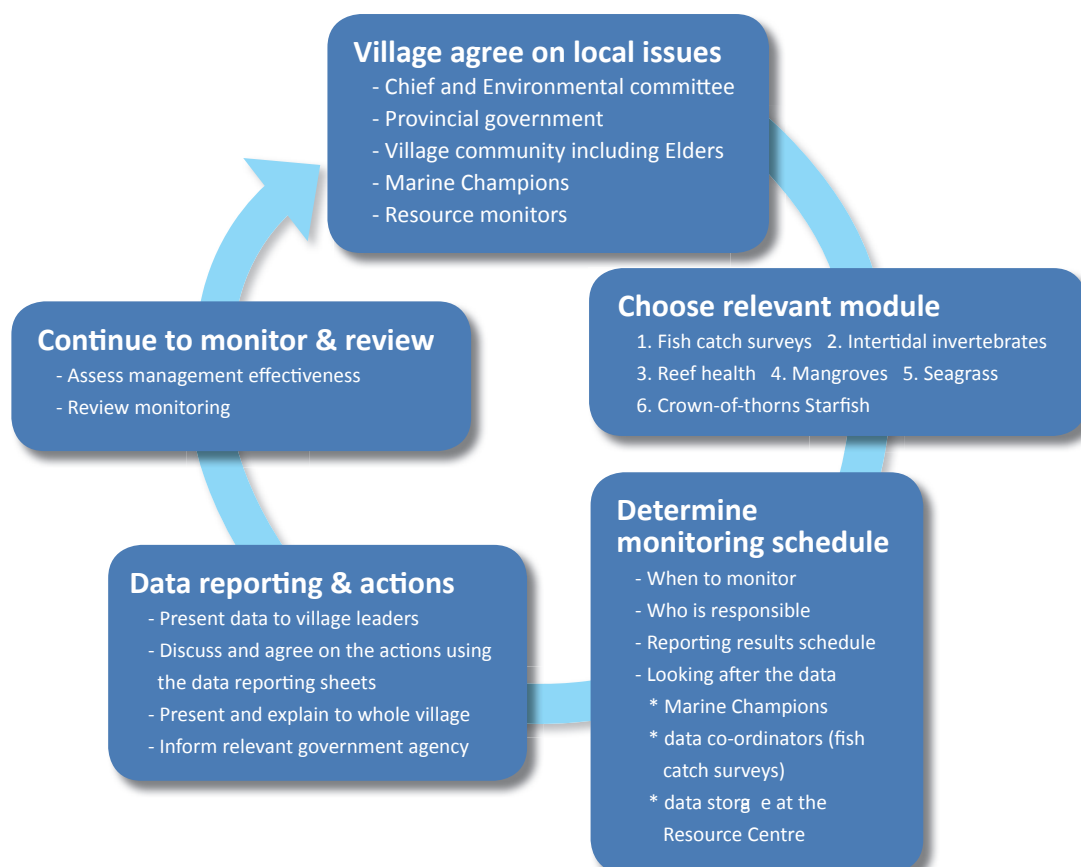 Village agree on local issues
- Chief and Environmental committee
- Provincial government
- Village community including Elders
- Marine Champions
- Resource monitors
Choose relevant module
1. Fish catch surveys 2. Intertidal invertebrates
3. Reef health 4. Mangroves 5. Seagrass
6. Crown-of-thorns Starfish
Determine
monitoring schedule
- When to monitor
- Who is responsible
- Reporting results schedule
- Looking after the data
* Marine Champions
* data co-ordinators (fish
catch surveys)
* data storg e at the
Resource Centre
Data reporting & actions
- Present data to village leaders
- Discuss and agree on the actions using
the data reporting sheets
- Present and explain to whole village
- Inform relevant government agency
Continue to monitor & review
- Assess management effectiveness
- Review monitoring